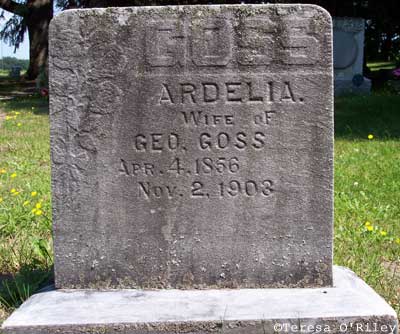 GOSS
ARDELIA.
WIFE OF
GEO. GOSS
APR. 4. 1856
NOV. 2, 1903
©Teresa O'Riley